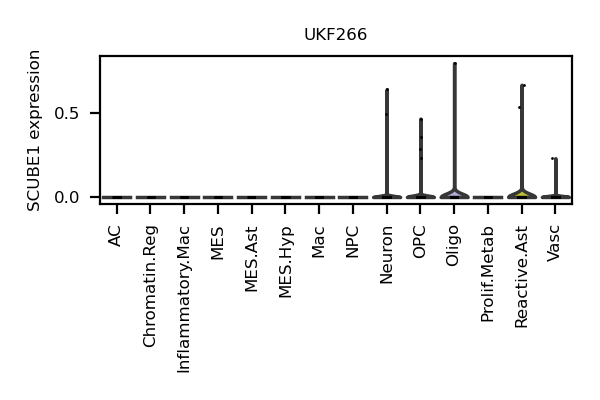 UKF266
SCUBE1 expression
0.5
0.0
AC
Chromatin.Reg
Inflammatory.Mac
MES
MES.Ast
MES.Hyp
Mac
NPC
Neuron
OPC
Oligo
Prolif.Metab
Reactive.Ast
Vasc